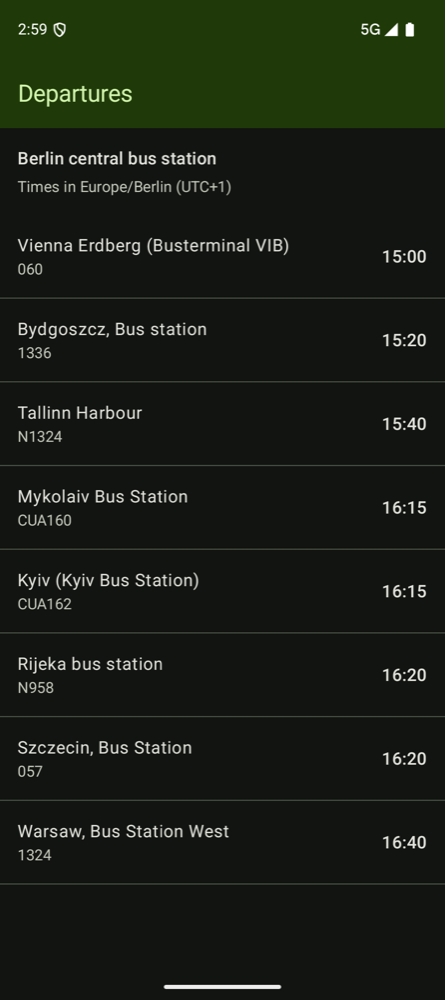 2:59 5G
Departures
Berlin central bus station
Times in Europe/Berlin (UTC+1)
Vienna Erdberg (Busterminal VIB)
060
15:00
Bydgoszcz, Bus station
1336
15:20
Tallinn Harbour
N1324
15:40
Mykolaiv Bus Station
CUA160
16:15
Kyiv (Kyiv Bus Station)
CUA162
16:15
Rijeka bus station
N958
16:20
Szczecin, Bus Station
057
16:20
Warsaw, Bus Station West
1324
16:40